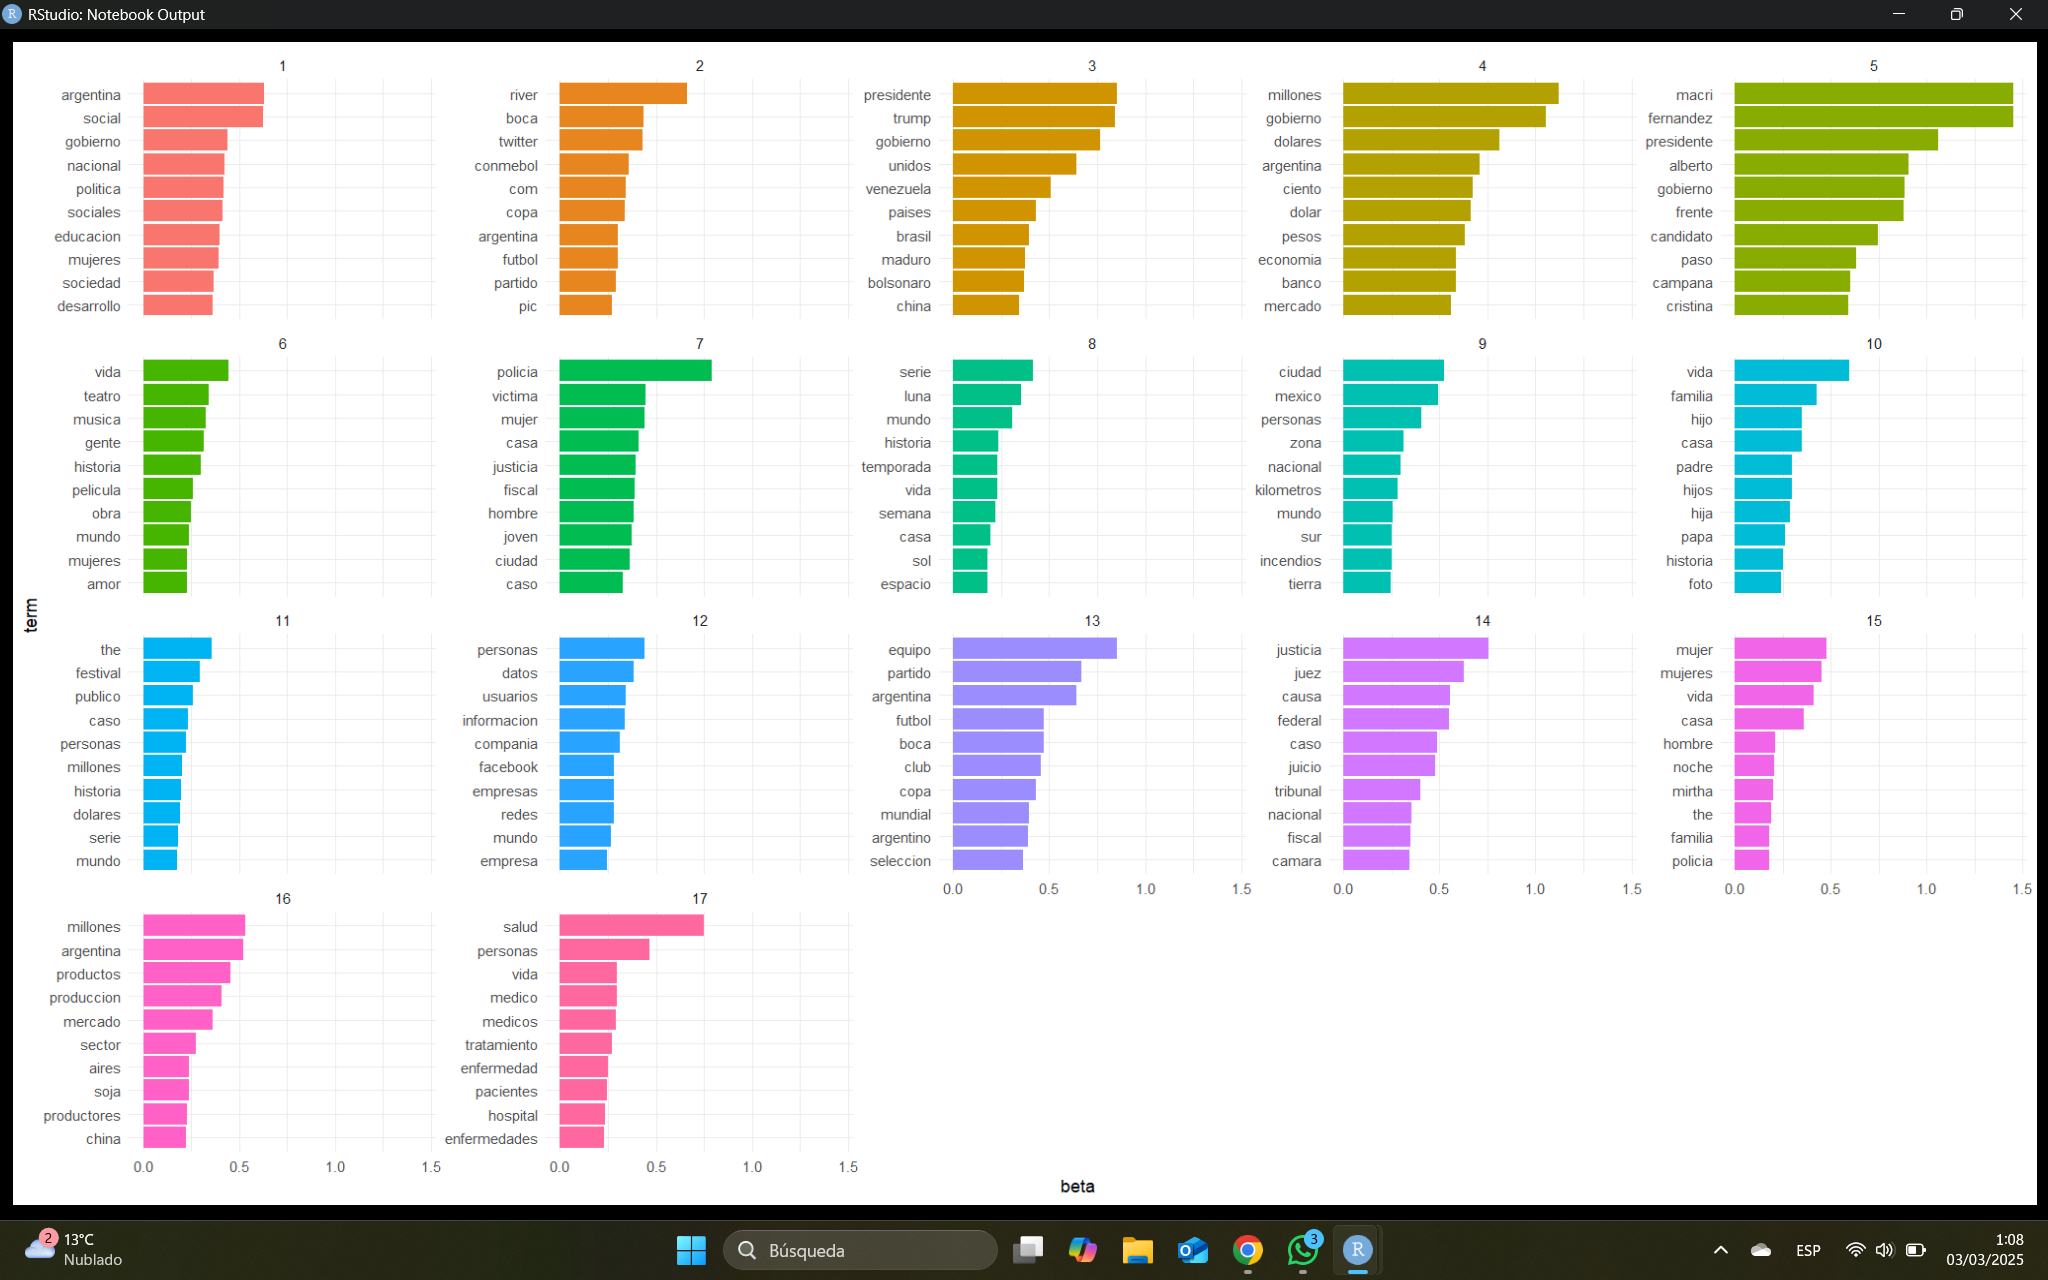 RStudio: Notebook Output
1
argentina
social
gobierno
nacional
politica
sociales
educacion
mujeres
sociedad
desarrollo
2
river
boca
twitter
conmebol
com
copa
argentina
futbol
partido
pic
3
presidente
trump
gobierno
unidos
venezuela
paises
brasil
maduro
bolsonaro
china
4
millones
gobierno
dolares
argentina
ciento
dolar
pesos
economia
banco
mercado
5
macri
fernandez
presidente
alberto
gobierno
frente
candidato
paso
campana
cristina
6
vida
teatro
musica
gente
historia
pelicula
obra
mundo
mujeres
amor
7
policia
victima
mujer
casa
justicia
fiscal
hombre
joven
ciudad
caso
8
serie
luna
mundo
historia
temporada
vida
semana
casa
sol
espacio
9
ciudad
mexico
personas
zona
nacional
kilometros
mundo
sur
incendios
tierra
10
vida
familia
hijo
casa
padre
hijos
hija
papa
historia
foto
term
11
the
festival
publico
caso
personas
millones
historia
dolares
serie
mundo
12
personas
datos
usuarios
informacion
compania
facebook
empresas
redes
mundo
empresa
13
equipo
partido
argentina
futbol
boca
club
copa
mundial
argentino
seleccion
0.0 0.5 1.0 1.5
14
justicia
juez
causa
federal
caso
juicio
tribunal
nacional
fiscal
camara
0.0 0.5 1.0 1.5
15
mujer
mujeres
vida
casa
hombre
noche
mirtha
the
familia
policia
0.0 0.5 1.0 1.5
16
millones
argentina
productos
produccion
mercado
sector
aires
soja
productores
china
0.0 0.5 1.0 1.5
17
salud
personas
vida
medico
medicos
tratamiento
enfermedad
pacientes
hospital
enfermedades
0.0 0.5 1.0 1.5
beta
2
13°C
Nublado
Búsqueda
3
ESP
1:08
03/03/2025